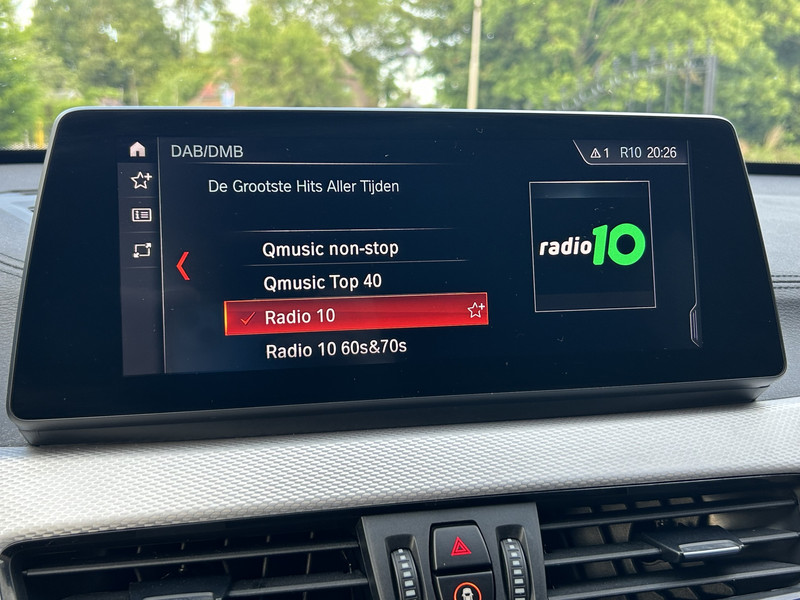 DAB/DMB
1 R10 20:26
De Grootste Hits Aller Tijden
Qmusic non-stop
Qmusic Top 40
Radio 10
Radio 10 60s&70s
radio10